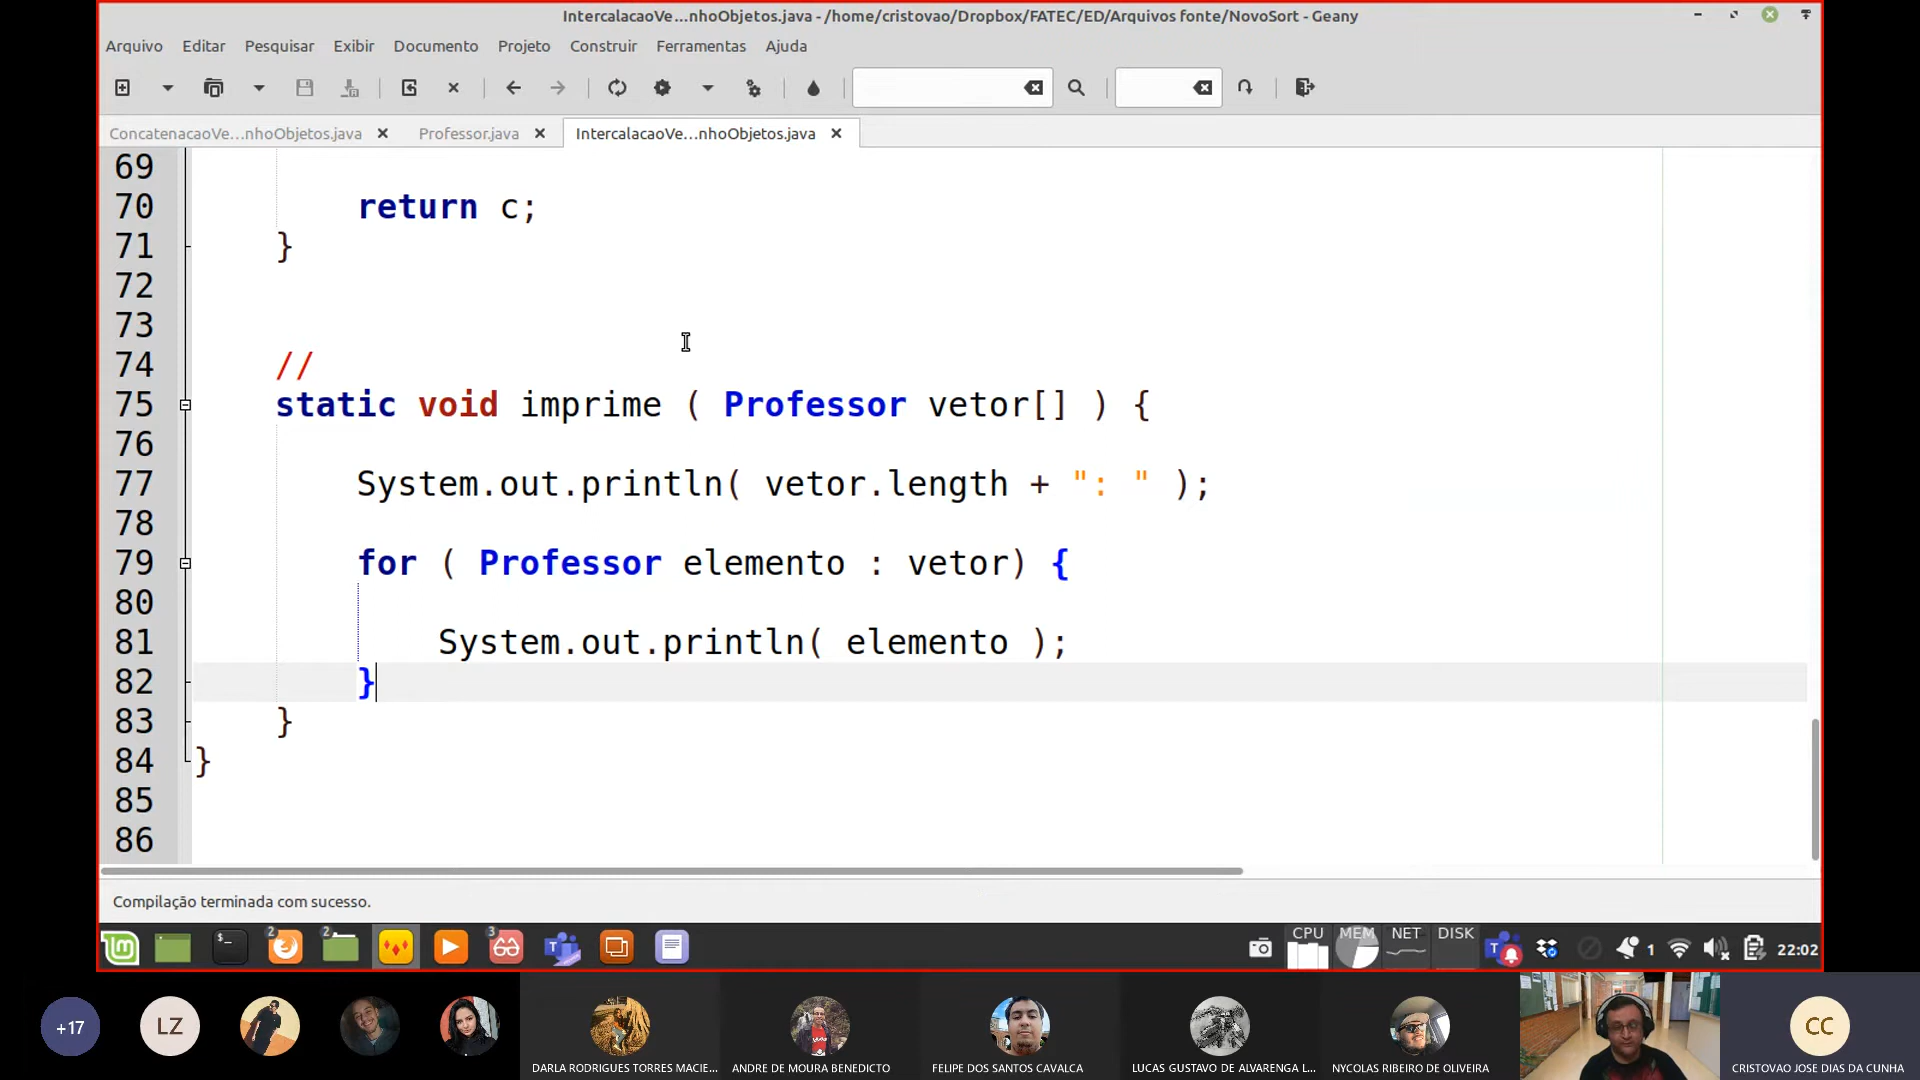 IntercalacaoVe...nhoObjetos.java - /home/cristovao/Dropbox/FATEC/ED/Arquivos fonte/NovoSort - Geany
Arquivo Editar Pesquisar Exibir Documento Projeto Construir Ferramentas Ajuda
ConcatenacaoVe...nhoObjetos.java Professor.java IntercalacaoVe...nhoObjetos.java
69
70 return c;
71 }
72
73
74 //
75 static void imprime ( Professor vetor[] ) {
76
77 System.out.println( vetor.length + ": " );
78
79 for ( Professor elemento : vetor) {
80
81 System.out.println( elemento );
82 }
83 }
84 }
85
86
Compilação terminada com sucesso.
2 2 3 CPU MEM NET DISK 1 22:02
+17 LZ CC
DARLA RODRIGUES TORRES MACIE... ANDRE DE MOURA BENEDICTO FELIPE DOS SANTOS CAVALCA LUCAS GUSTAVO DE ALVARENGA L... NYCOLAS RIBEIRO DE OLIVEIRA CRISTOVAO JOSE DIAS DA CUNHA